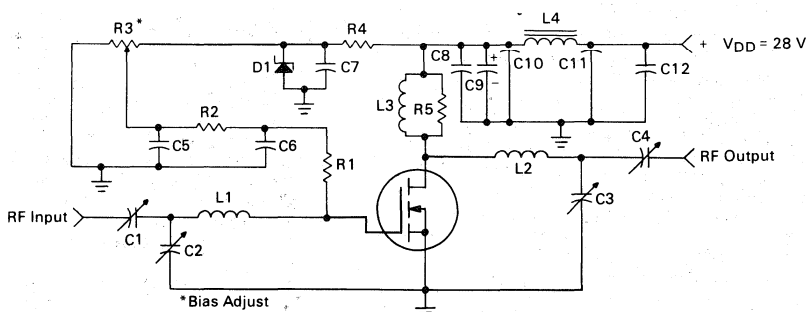 R3*
R4
L4
+ VDD = 28 V
D1
C7
C8
C9
+
−
C10
C11
C12
L3
R5
R2
C5
C6
R1
C4
RF Output
L2
C3
L1
RF Input
C1
C2
*Bias Adjust